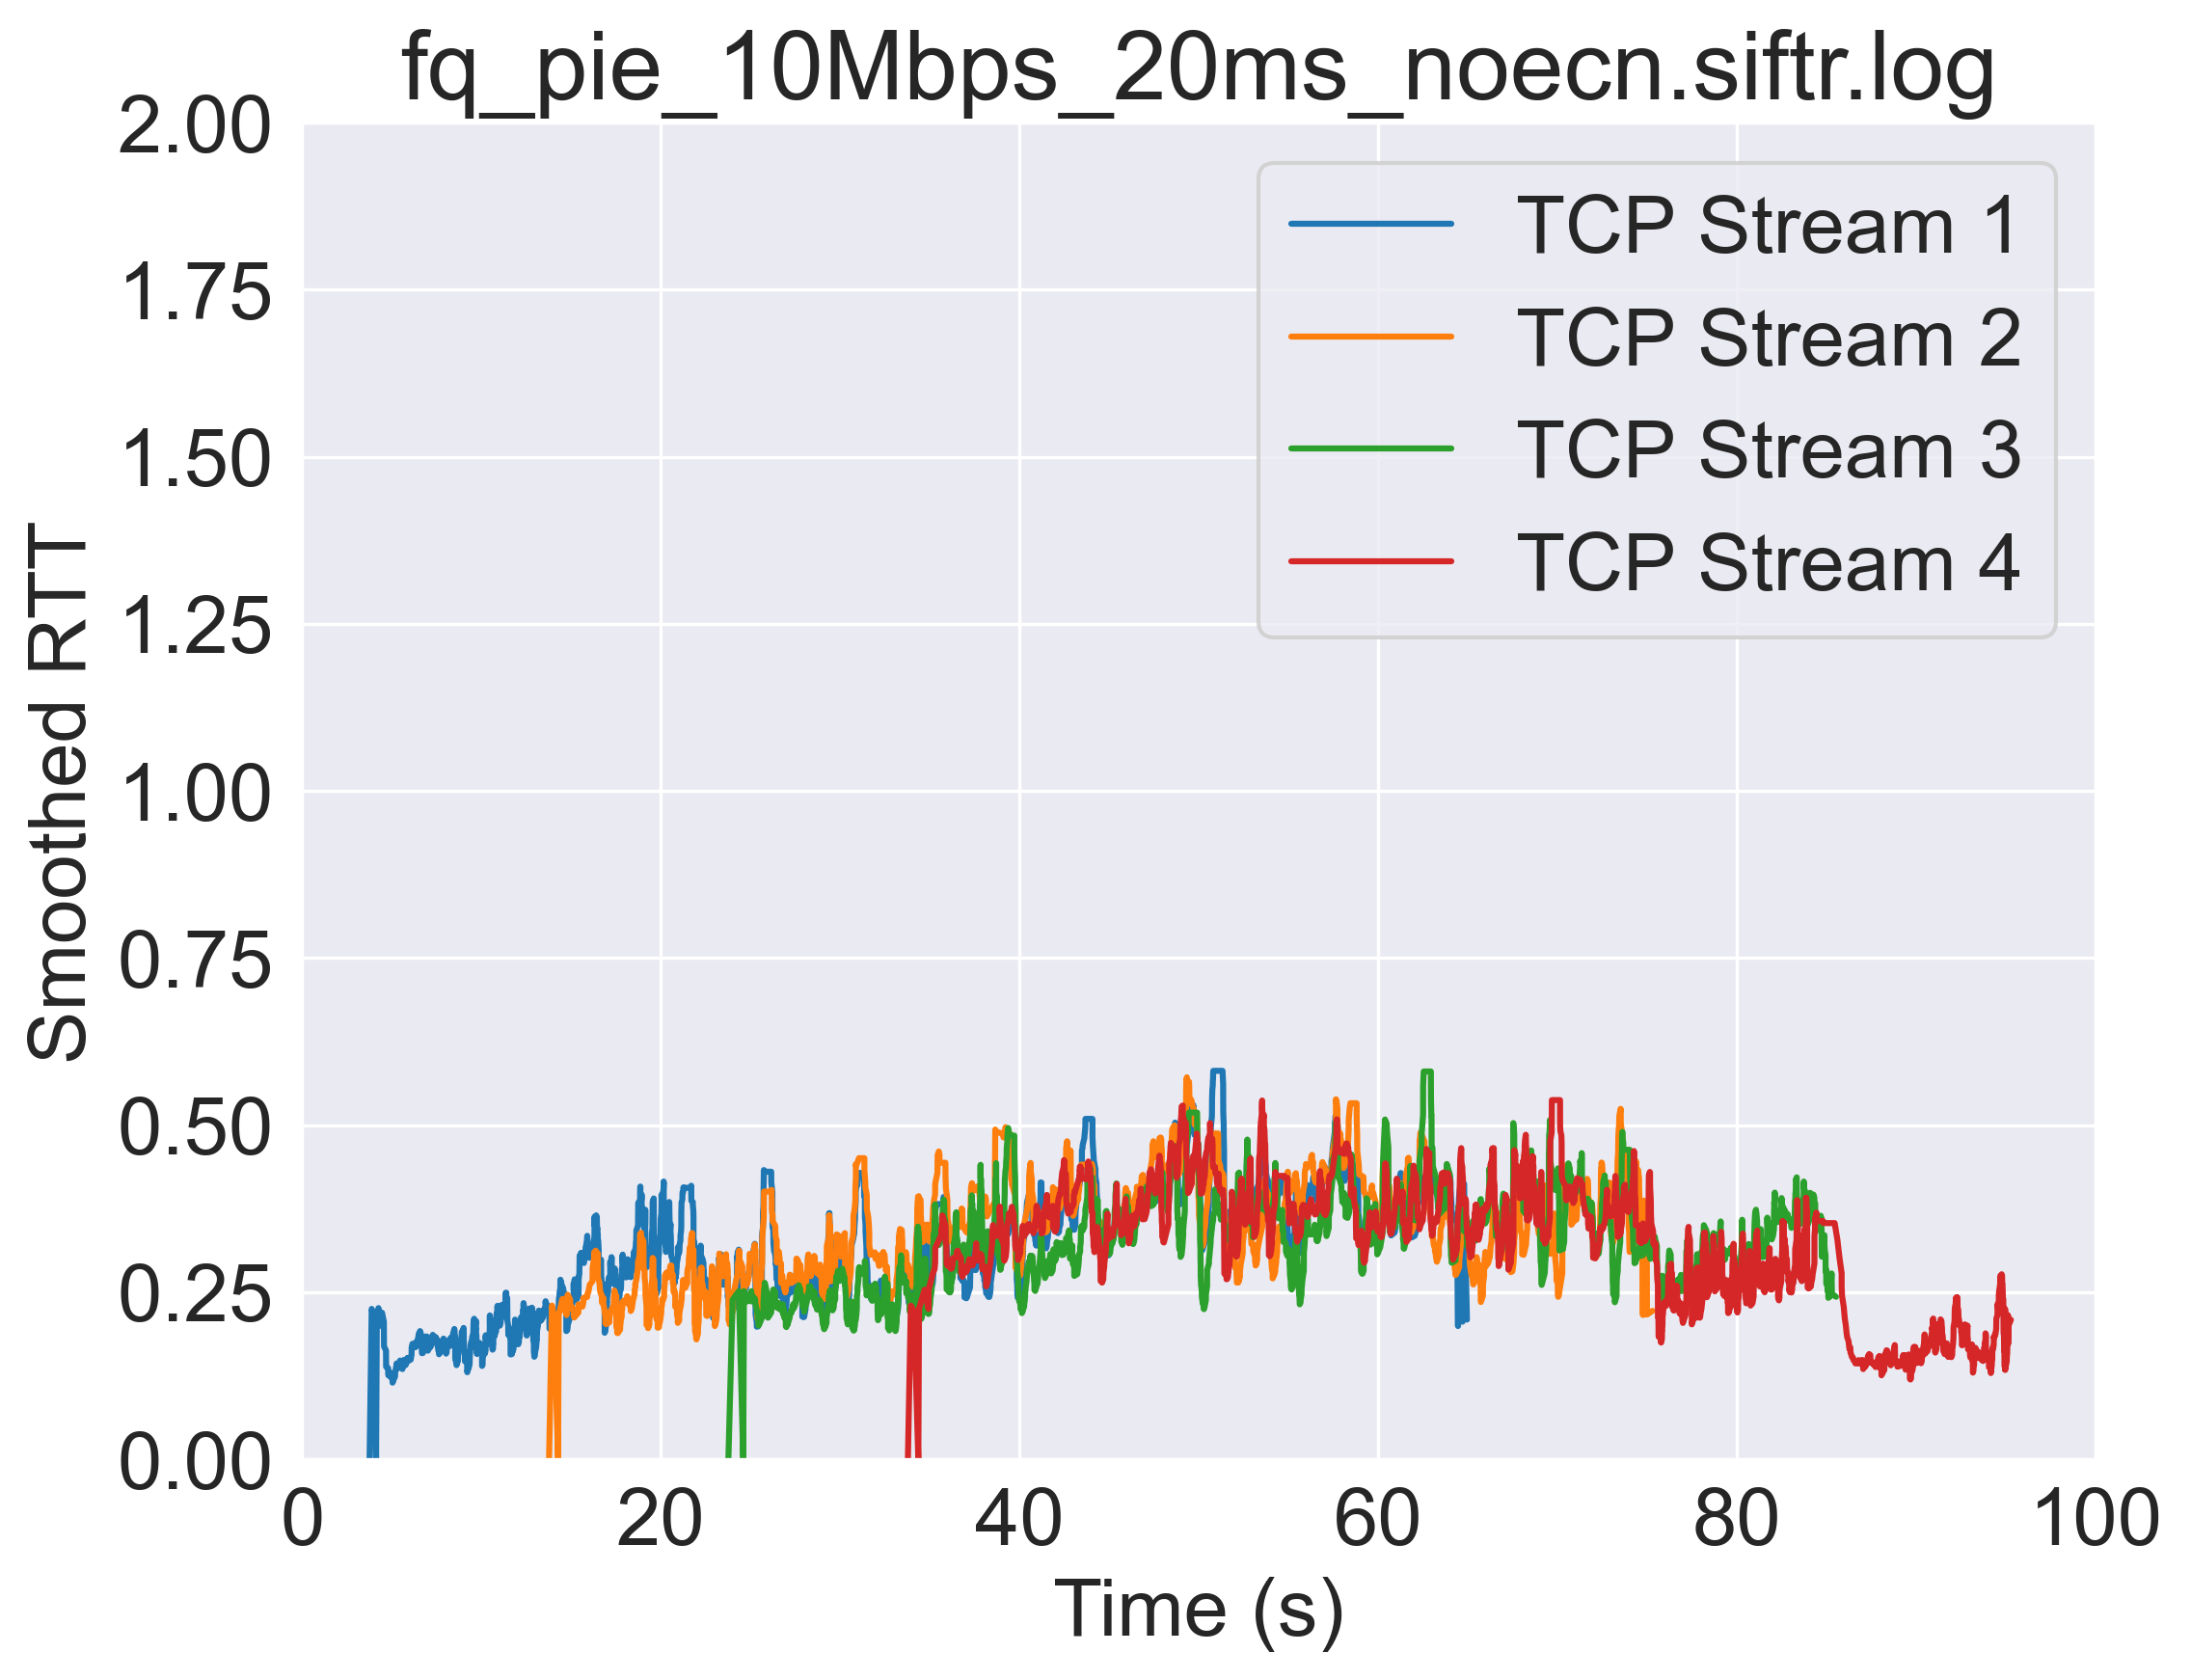 fq_pie_10Mbps_20ms_noecn.siftr.log
2.00
1.75
1.50
1.25
1.00
0.75
0.50
0.25
0.00
Smoothed RTT
TCP Stream 1
TCP Stream 2
TCP Stream 3
TCP Stream 4
0 20 40 60 80 100
Time (s)